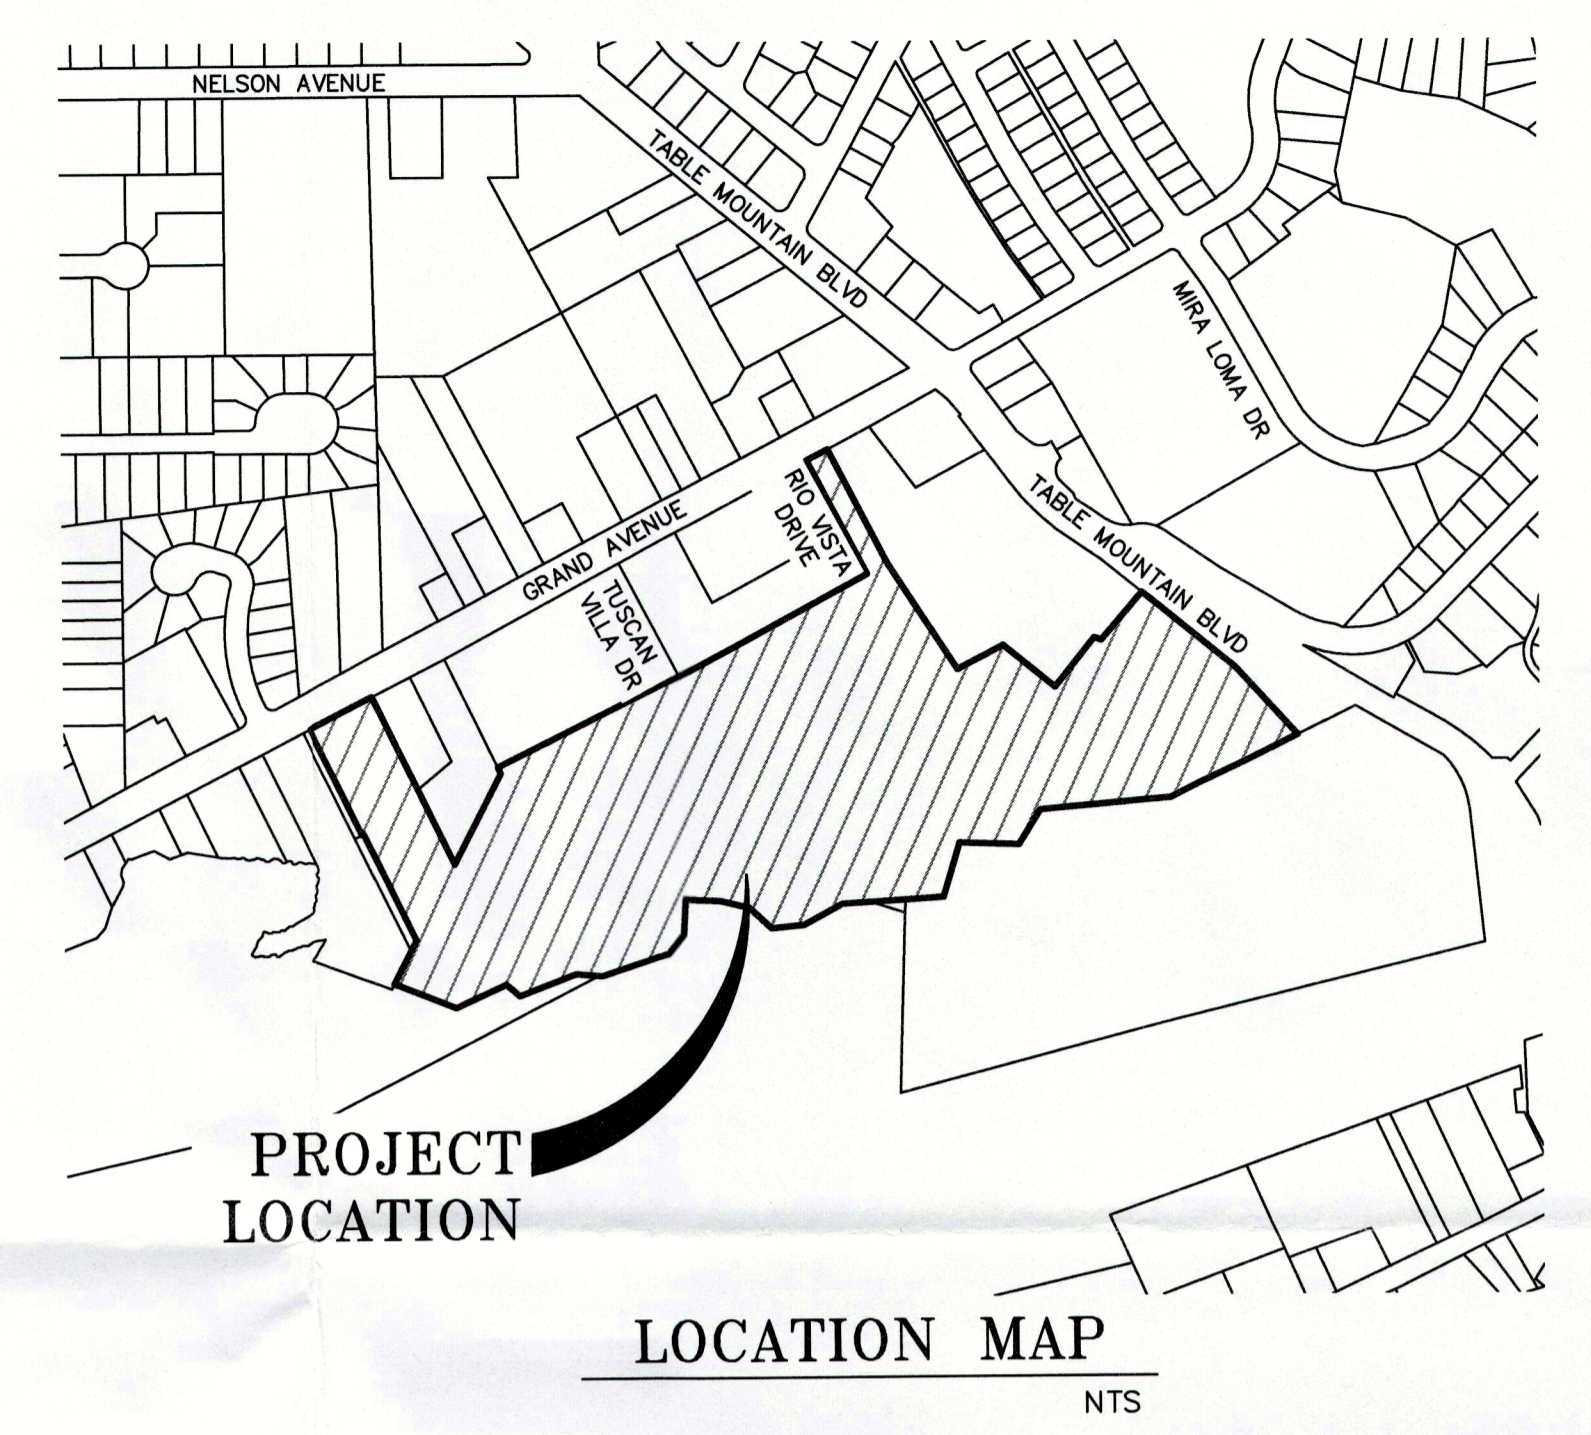 NELSON AVENUE
TABLE MOUNTAIN BLVD
MIRA LOMA DR
RIO VISTA
DRIVE
TABLE MOUNTAIN BLVD
GRAND AVENUE
TUSCAN
VILLA DR
PROJECT
LOCATION
LOCATION MAP
NTS